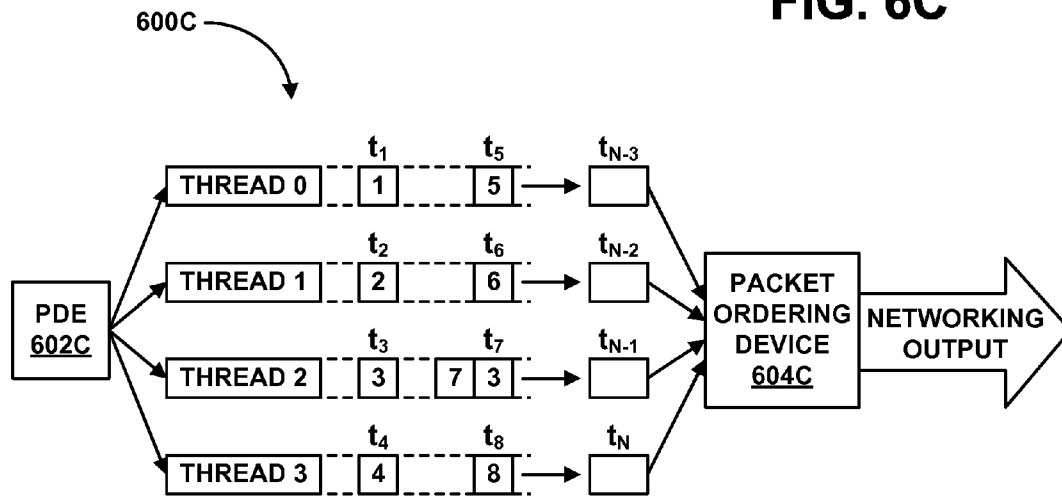 FIG. 6C
600C
t1 t5 tN-3
THREAD 0 1 5
t2 t6 tN-2
THREAD 1 2 6
PDE
602C
t3 t7 tN-1
THREAD 2 3 7 3
t4 t8 tN
THREAD 3 4 8
PACKET
ORDERING
DEVICE
604C
NETWORKING
OUTPUT